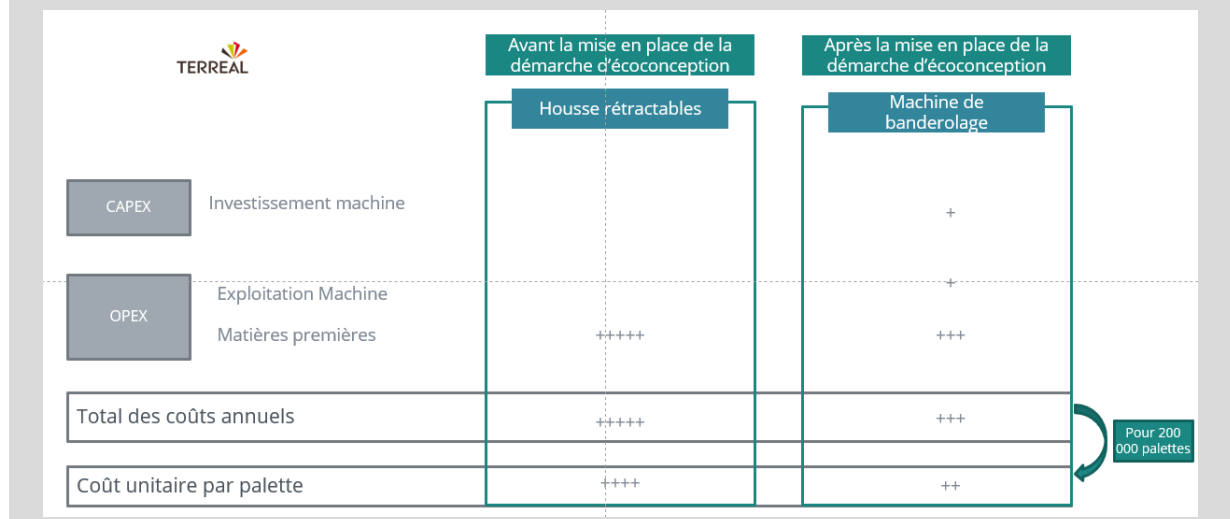 TERREAL
Avant la mise en place de la
démarche d'écoconception
Après la mise en place de la
démarche d'écoconception
Housse rétractables
Machine de
banderolage
CAPEX
Investissement machine
+
OPEX
Exploitation Machine
+
Matières premières
+++++
+++
Total des coûts annuels
+++++
+++
Pour 200
000 palettes
Coût unitaire par palette
++++
++